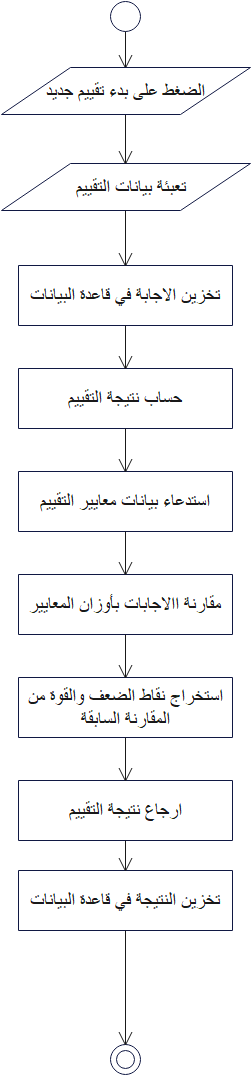 الضغط على بدء تقييم جديد
تعبئة بيانات التقييم
تخزين الاجابة في قاعدة البيانات
حساب نتيجة التقييم
استدعاء بيانات معايير التقييم
مقارنة االاجابات بأوزان المعايير
استخراج نقاط الضعف والقوة من
المقارنة السابقة
ارجاع نتيجة التقييم
تخزين النتيجة في قاعدة البيانات